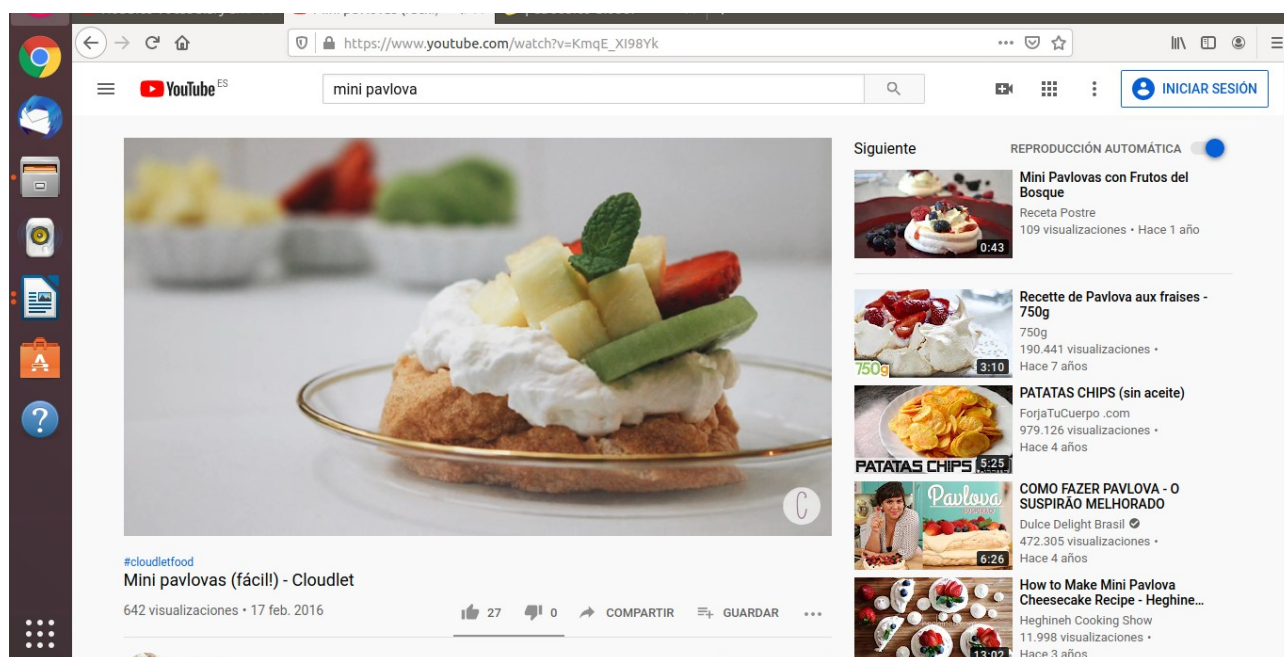 https://www.youtube.com/watch?v=KmqE_XI98Yk
YouTube ES
mini pavlova
INICIAR SESIÓN
#cloudletfood
Mini pavlovas (fácil!) - Cloudlet
642 visualizaciones • 17 feb. 2016
27
0
COMPARTIR
GUARDAR
C
Siguiente
REPRODUCCIÓN AUTOMÁTICA
0:43
Mini Pavlovas con Frutos del
Bosque
Receta Postre
109 visualizaciones • Hace 1 año
750g
3:10
Recette de Pavlova aux fraises -
750g
750g
190.441 visualizaciones •
Hace 7 años
PATATAS CHIPS
5:25
PATATAS CHIPS (sin aceite)
ForjaTuCuerpo .com
979.126 visualizaciones •
Hace 4 años
Pavlova
6:26
COMO FAZER PAVLOVA - O
SUSPIRÃO MELHORADO
Dulce Delight Brasil
472.305 visualizaciones •
Hace 4 años
13:02
How to Make Mini Pavlova
Cheesecake Recipe - Heghine...
Heghineh Cooking Show
11.998 visualizaciones •
Hace 3 años